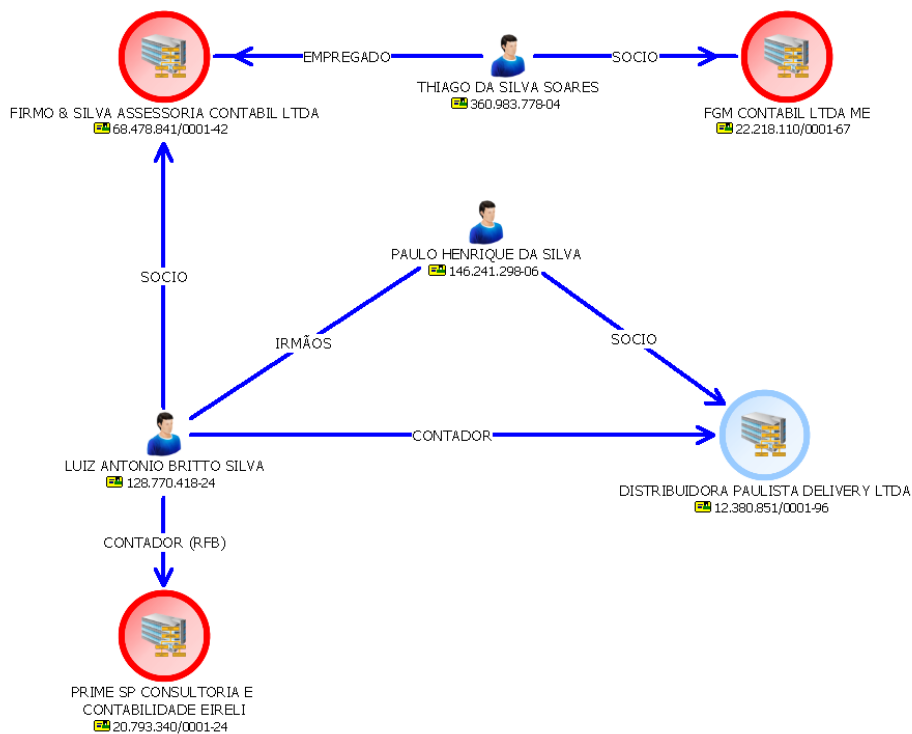 EMPREGADO
SOCIO
THIAGO DA SILVA SOARES
360.983.778-04
FIRMO & SILVA ASSESSORIA CONTABIL LTDA
68.478.841/0001-42
FGM CONTABIL LTDA ME
22.218.110/0001-67
PAULO HENRIQUE DA SILVA
146.241.298-06
SOCIO
IRMÃOS
SOCIO
CONTADOR
LUIZ ANTONIO BRITTO SILVA
128.770.418-24
DISTRIBUIDORA PAULISTA DELIVERY LTDA
12.380.851/0001-96
CONTADOR (RFB)
PRIME SP CONSULTORIA E
CONTABILIDADE EIRELI
20.793.340/0001-24